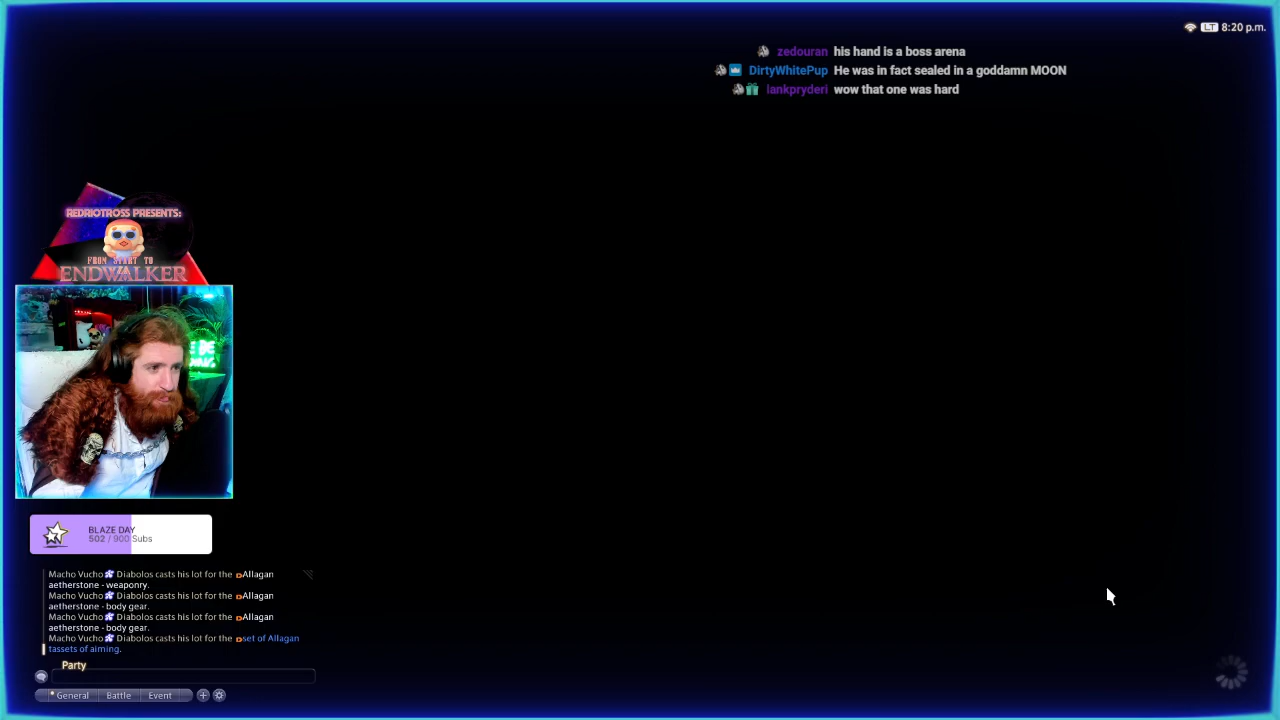 LT 8:20 p.m.
zedouran his hand is a boss arena
DirtyWhitePup He was in fact sealed in a goddamn MOON
lankpryderi wow that one was hard
REDRIOTROSS PRESENTS:
FROM START TO
ENDWALKER
BLAZE DAY
502 / 900 Subs
Macho Vucho Diabolos casts his lot for the Allagan
aetherstone - weaponry.
Macho Vucho Diabolos casts his lot for the Allagan
aetherstone - body gear.
Macho Vucho Diabolos casts his lot for the Allagan
aetherstone - body gear.
Macho Vucho Diabolos casts his lot for the set of Allagan
tassets of aiming.
Party
General Battle Event